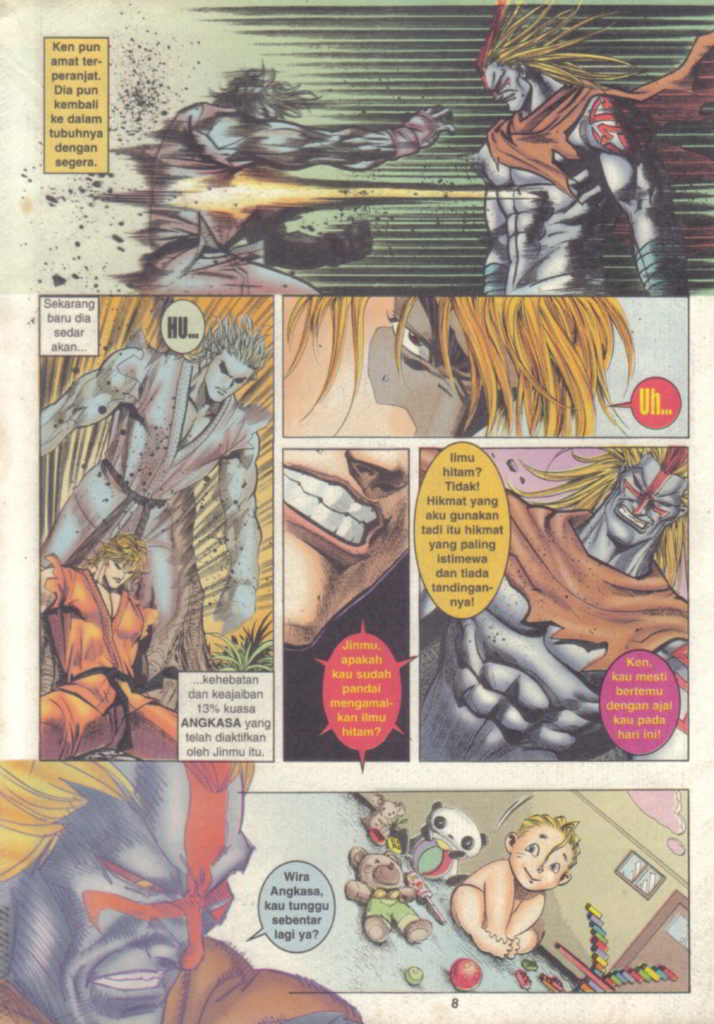 Ken pun
amat ter-
peranjat.
Dia pun
kembali
ke dalam
tubuhnya
dengan
segera.
Sekarang
baru dia
sedar
akan...
HU...
Uh...
...kehebatan
dan keajaiban
13% kuasa
ANGKASA yang
telah diaktifkan
oleh Jinmu itu.
Jinmu,
apakah
kau sudah
pandai
mengamal-
kan ilmu
hitam?
Ilmu
hitam?
Tidak!
Hikmat yang
aku gunakan
tadi itu hikmat
yang paling
istimewa
dan tiada
tandingan-
nya!
Ken,
kau mesti
bertemu
dengan ajal
kau pada
hari ini!
Wira
Angkasa,
kau tunggu
sebentar
lagi ya?
8